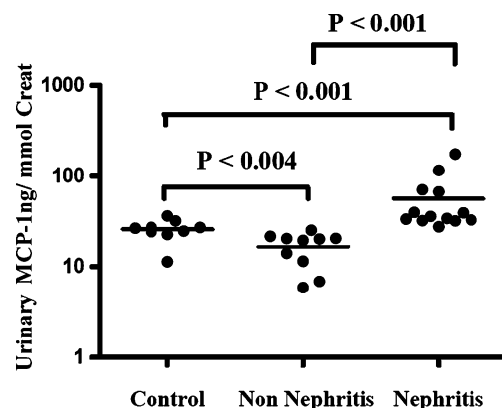 P < 0.001
P < 0.001
P < 0.004
Urinary MCP-1ng/ mmol Creat
1000
100
10
1
Control Non Nephritis Nephritis